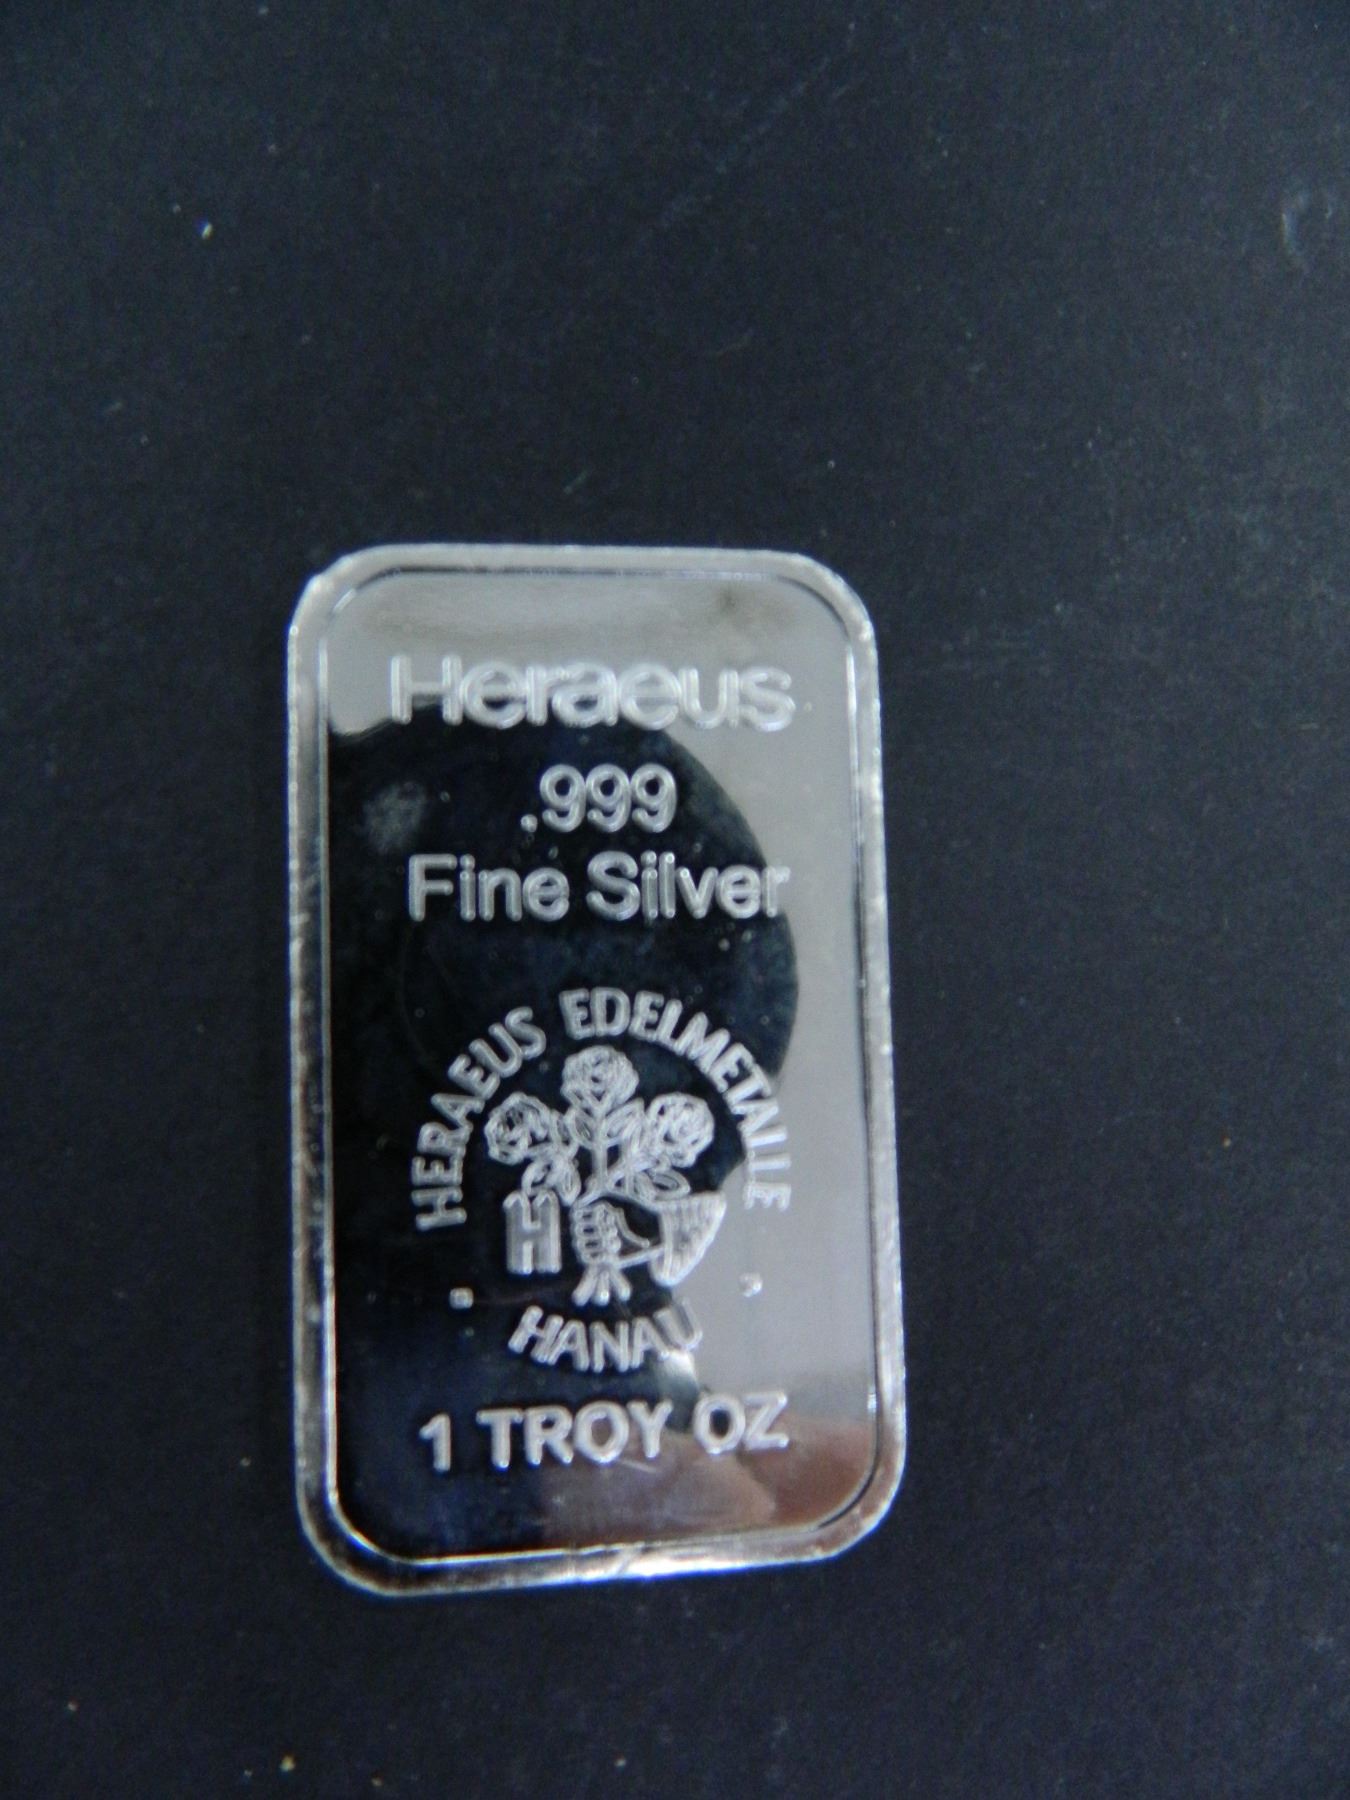 Heraeus
.999
Fine Silver
HERAEUS EDELMETALLE
H
HANAU
1 TROY OZ